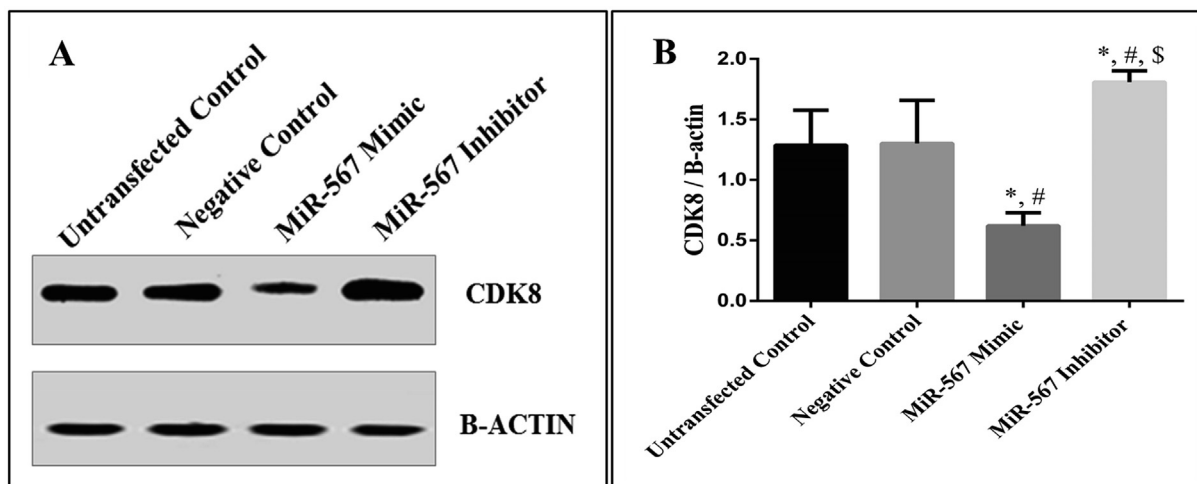 A
Untransfected Control
Negative Control
MiR-567 Mimic
MiR-567 Inhibitor
CDK8
B-ACTIN
B
CDK8 / B-actin
2.0
1.5
1.0
0.5
0.0
*, #
*, #, $
Untransfected Control
Negative Control
MiR-567 Mimic
MiR-567 Inhibitor